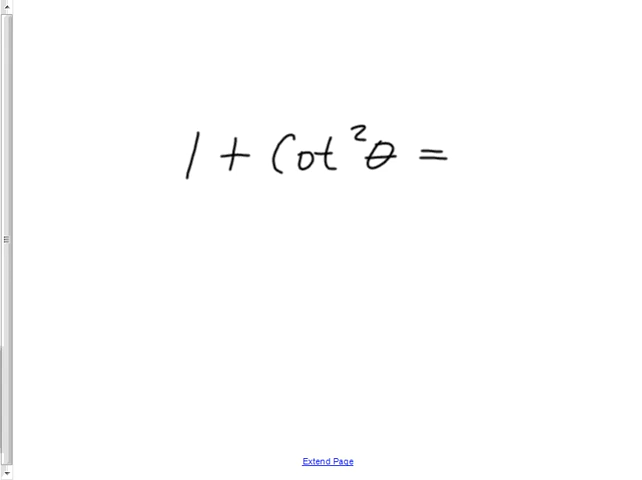 1 + Cot²θ =
Extend Page